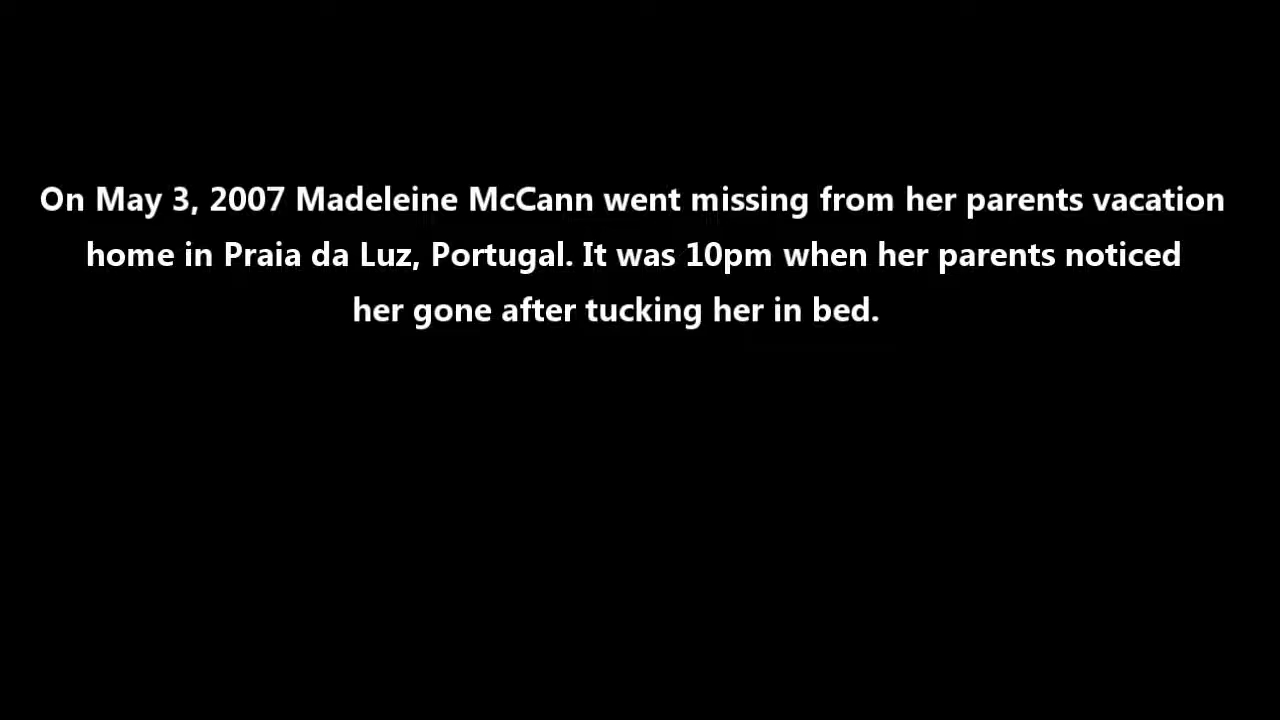 On May 3, 2007 Madeleine McCann went missing from her parents vacation
home in Praia da Luz, Portugal. It was 10pm when her parents noticed
her gone after tucking her in bed.